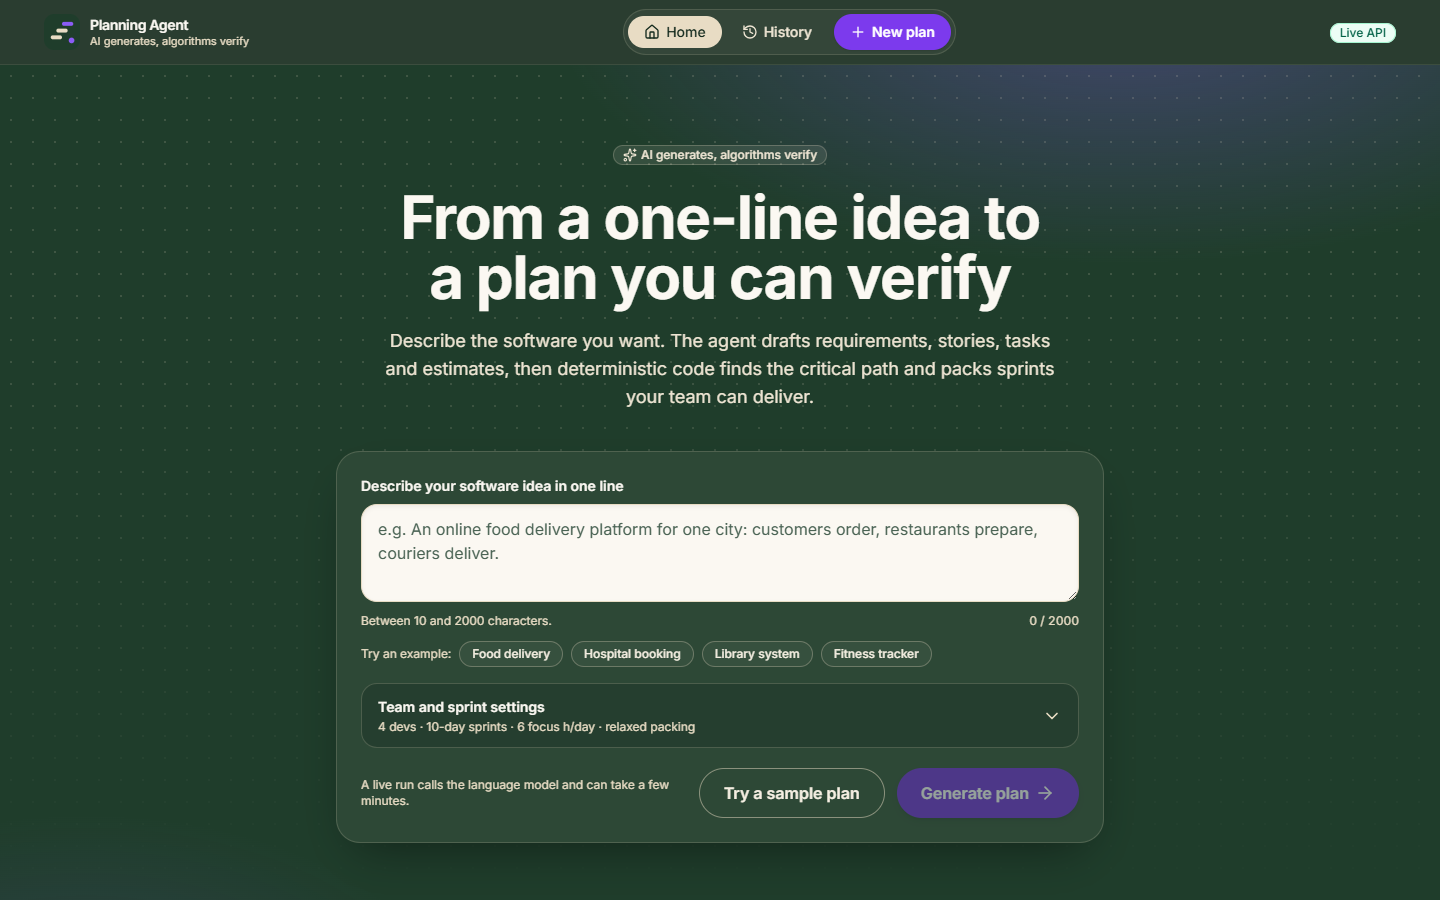 Planning Agent
AI generates, algorithms verify
Home
History
New plan
Live API
AI generates, algorithms verify
From a one-line idea to
a plan you can verify
Describe the software you want. The agent drafts requirements, stories, tasks
and estimates, then deterministic code finds the critical path and packs sprints
your team can deliver.
Describe your software idea in one line
e.g. An online food delivery platform for one city: customers order, restaurants prepare,
couriers deliver.
Between 10 and 2000 characters.
0 / 2000
Try an example:
Food delivery
Hospital booking
Library system
Fitness tracker
Team and sprint settings
4 devs · 10-day sprints · 6 focus h/day · relaxed packing
A live run calls the language model and can take a few
minutes.
Try a sample plan
Generate plan